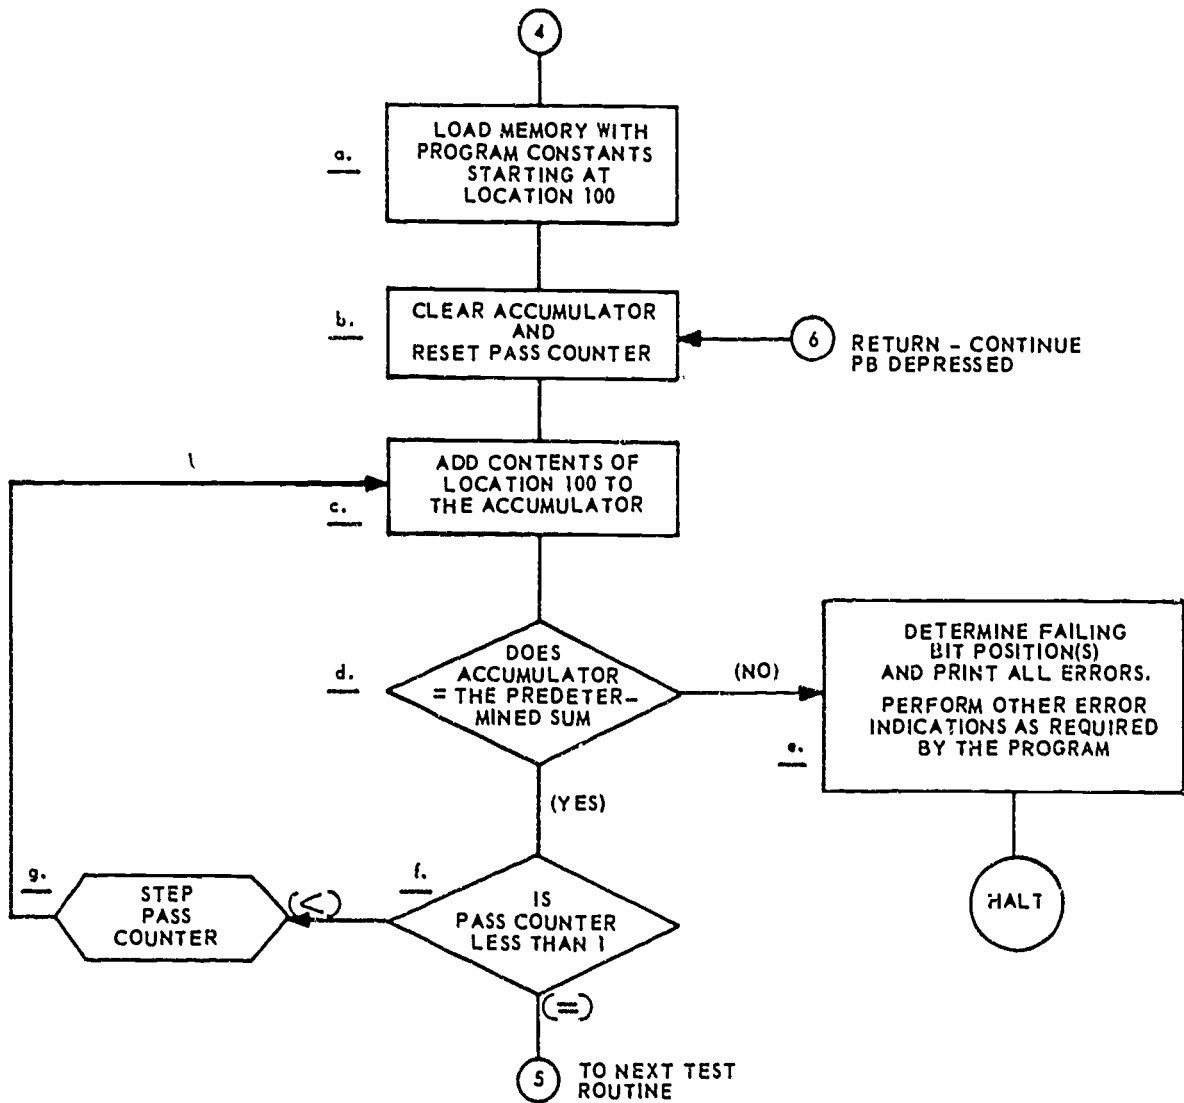 4
a.
LOAD MEMORY WITH
PROGRAM CONSTANTS
STARTING AT
LOCATION 100
b.
CLEAR ACCUMULATOR
AND
RESET PASS COUNTER
6
RETURN - CONTINUE
PB DEPRESSED
c.
ADD CONTENTS OF
LOCATION 100 TO
THE ACCUMULATOR
d.
DOES
ACCUMULATOR
= THE PREDETER-
MINED SUM
(NO)
e.
DETERMINE FAILING
BIT POSITION(S)
AND PRINT ALL ERRORS.
PERFORM OTHER ERROR
INDICATIONS AS REQUIRED
BY THE PROGRAM
HALT
(YES)
f.
IS
PASS COUNTER
LESS THAN 1
(<)
g.
STEP
PASS
COUNTER
(=)
5
TO NEXT TEST
ROUTINE